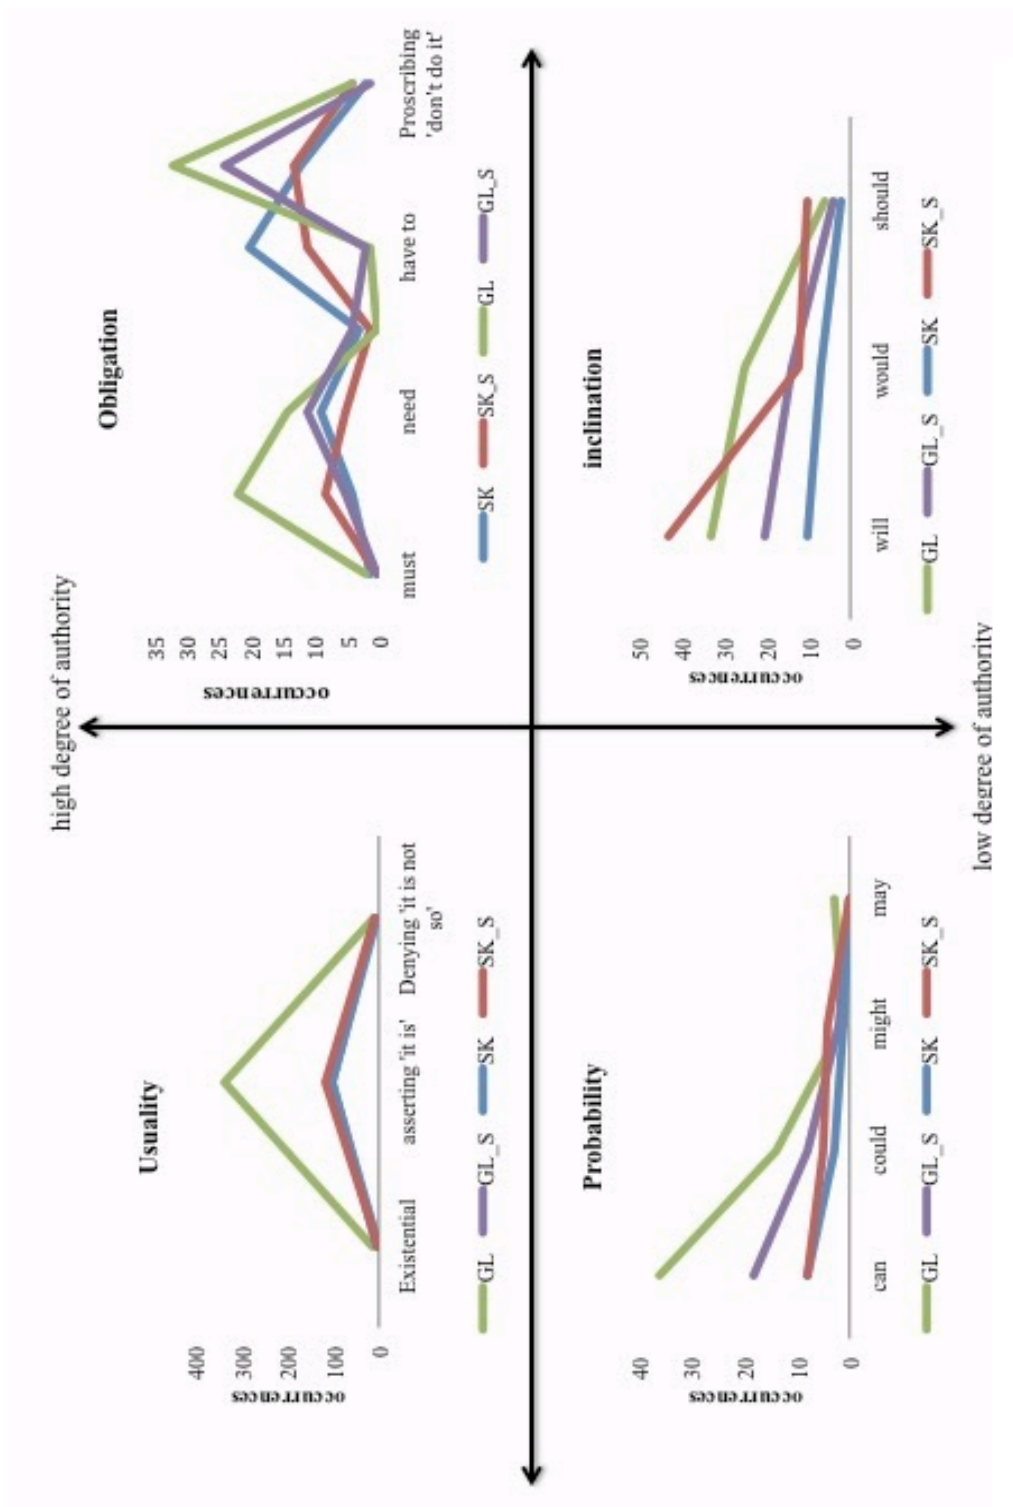 high degree of authority
Usuality
occurrences
400
300
200
100
0
Existential
asserting 'it is'
Denying 'it is not
so'
GL GL_S SK SK_S
Obligation
occurrences
35
30
25
20
15
10
5
0
must
need
have to
Proscribing
'don't do it'
SK SK_S GL GL_S
Probability
occurrences
40
30
20
10
0
can
could
might
may
GL GL_S SK SK_S
inclination
occurrences
50
40
30
20
10
0
will
would
should
GL GL_S SK SK_S
low degree of authority